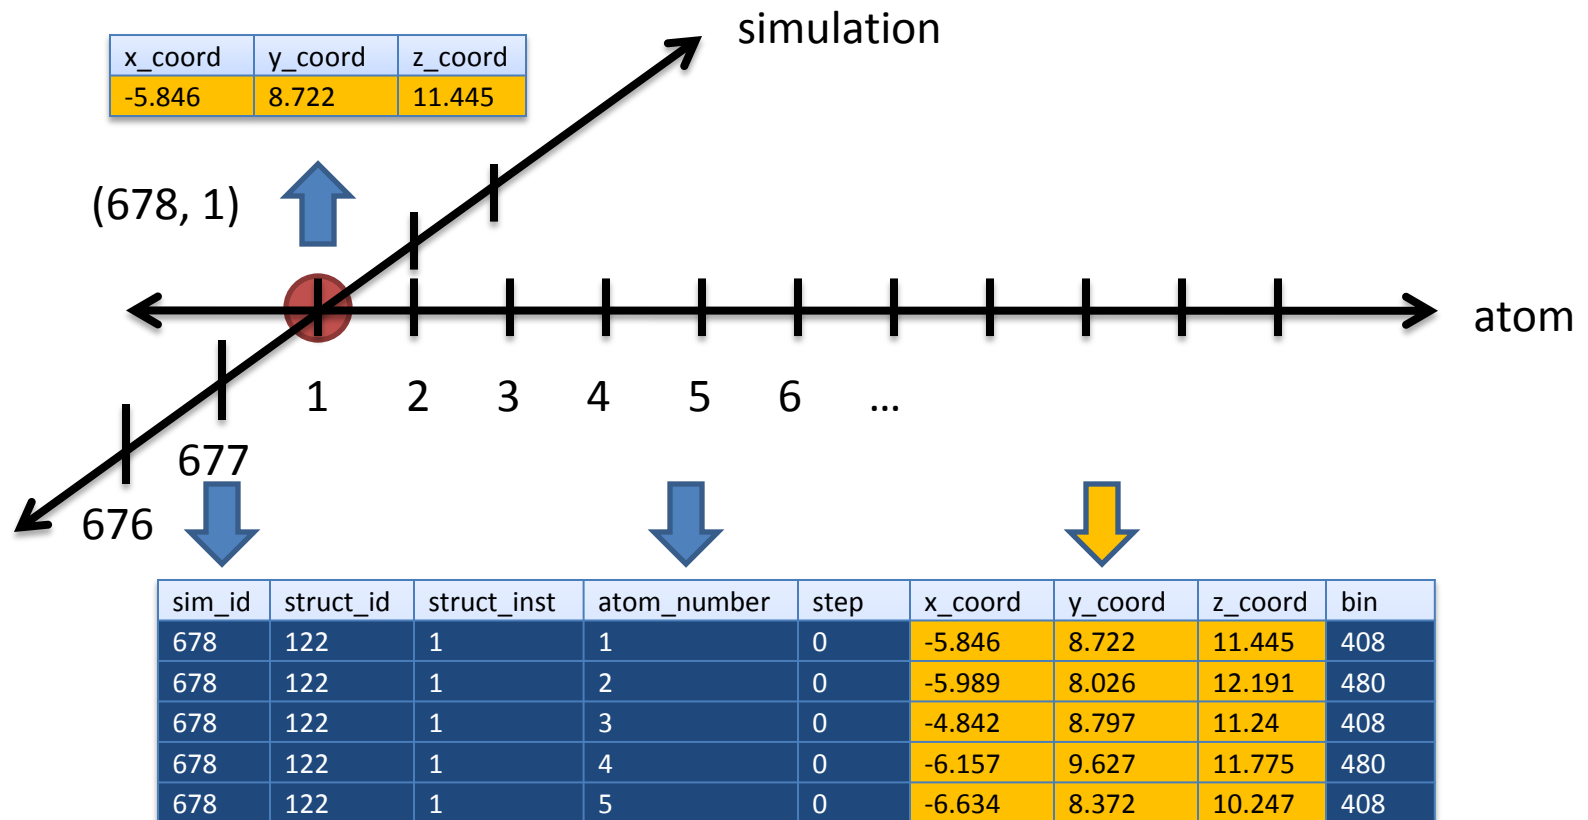 simulation
x_coord y_coord z_coord
-5.846 8.722 11.445
(678, 1)
atom
1 2 3 4 5 6 ...
677
676
sim_id struct_id struct_inst atom_number step x_coord y_coord z_coord bin
678 122 1 1 0 -5.846 8.722 11.445 408
678 122 1 2 0 -5.989 8.026 12.191 480
678 122 1 3 0 -4.842 8.797 11.24 408
678 122 1 4 0 -6.157 9.627 11.775 480
678 122 1 5 0 -6.634 8.372 10.247 408